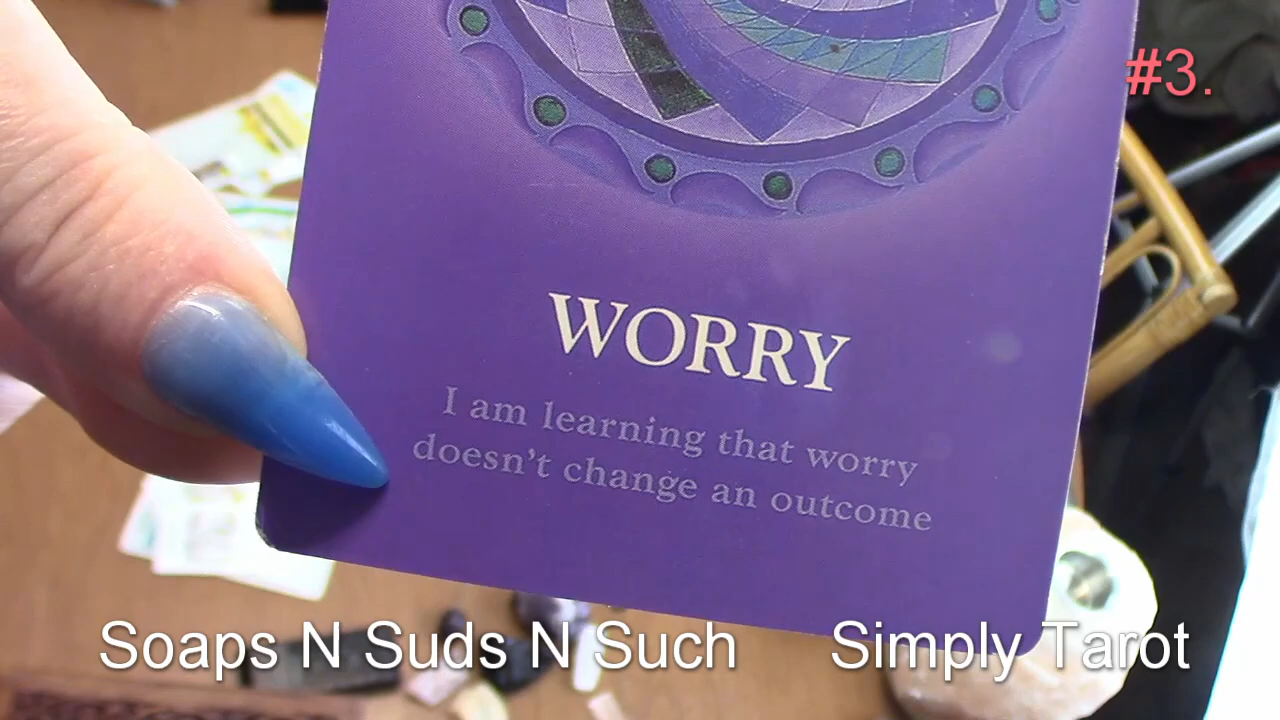 #3.
WORRY
I am learning that worry
doesn't change an outcome
Soaps N Suds N Such Simply Tarot